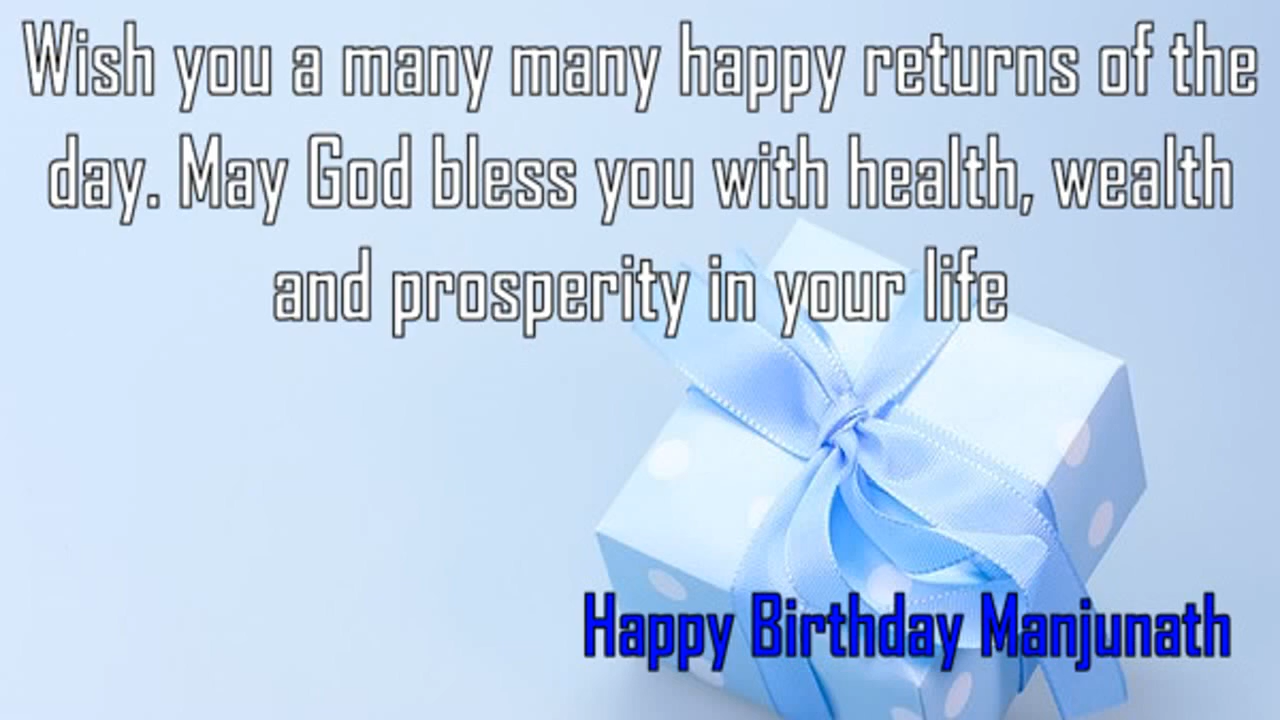 Wish you a many many happy returns of the
day. May God bless you with health, wealth
and prosperity in your life
Happy Birthday Manjunath